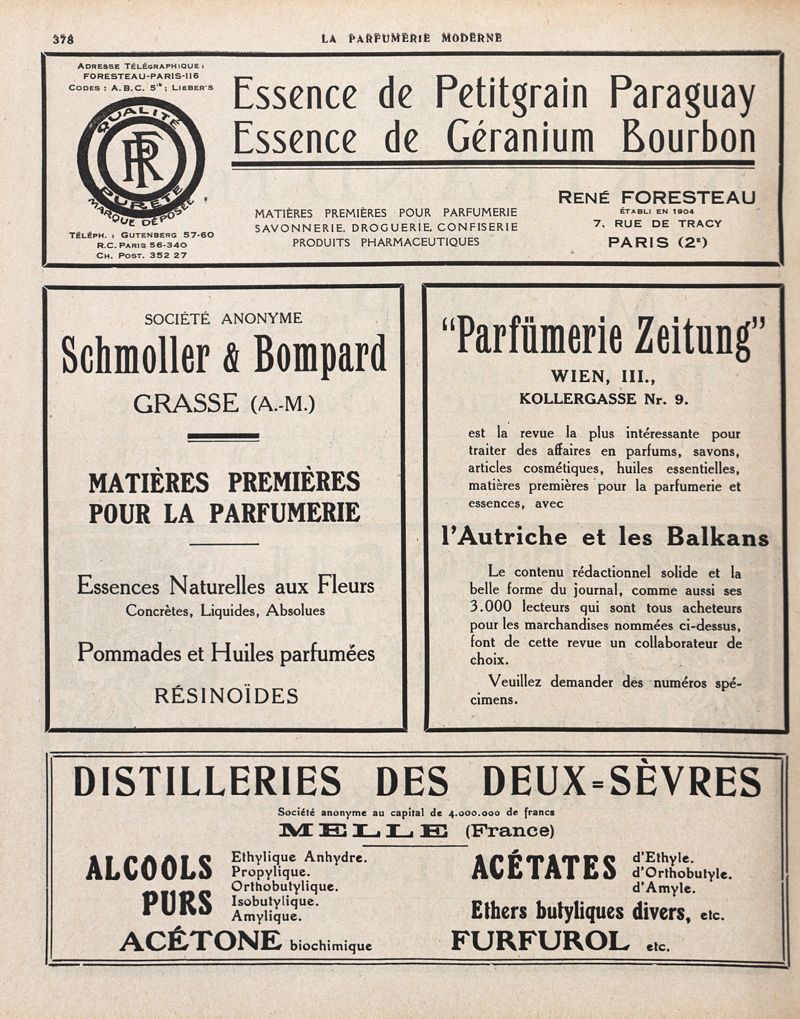 378
LA PARFUMERIE MODERNE
ADRESSE TÉLÉGRAPHIQUE :
FORESTEAU-PARIS-116
CODES : A.B.C. 5th ; LIEBER'S
QUALITÉ
FR
PURETÉ
MARQUE DÉPOSÉE
TÉLÉPH. : GUTENBERG 57-60
R.C. PARIS 56-340
CH. POST. 352 27
Essence de Petitgrain Paraguay
Essence de Géranium Bourbon
MATIÈRES PREMIÈRES POUR PARFUMERIE
SAVONNERIE, DROGUERIE, CONFISERIE
PRODUITS PHARMACEUTIQUES
RENÉ FORESTEAU
ÉTABLI EN 1904
7, RUE DE TRACY
PARIS (2e)
SOCIÉTÉ ANONYME
Schmoller & Bompard
GRASSE (A.-M.)
MATIÈRES PREMIÈRES
POUR LA PARFUMERIE
Essences Naturelles aux Fleurs
Concrètes, Liquides, Absolues
Pommades et Huiles parfumées
RÉSINOÏDES
“Parfümerie Zeitung”
WIEN, III.,
KOLLERGASSE Nr. 9.
est la revue la plus intéressante pour
traiter des affaires en parfums, savons,
articles cosmétiques, huiles essentielles,
matières premières pour la parfumerie et
essences, avec
l'Autriche et les Balkans
Le contenu rédactionnel solide et la
belle forme du journal, comme aussi ses
3.000 lecteurs qui sont tous acheteurs
pour les marchandises nommées ci-dessus,
font de cette revue un collaborateur de
choix.
Veuillez demander des numéros spé-
cimens.
DISTILLERIES DES DEUX=SÈVRES
Société anonyme au capital de 4.000.000 de francs
MELLE (France)
ALCOOLS PURS
Ethylique Anhydre.
Propylique.
Orthobutylique.
Isobutylique.
Amylique.
ACÉTONE biochimique
ACÉTATES
d'Ethyle.
d'Orthobutyle.
d'Amyle.
Ethers butyliques divers, etc.
FURFUROL etc.